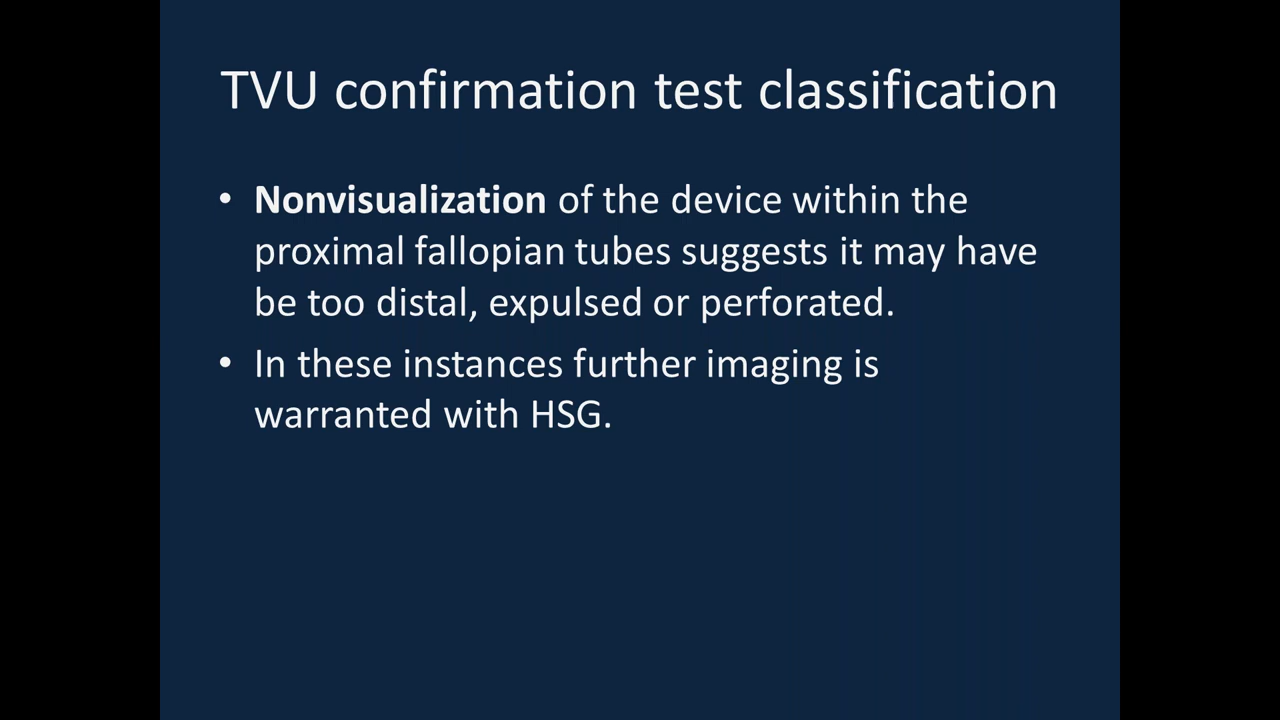 TVU confirmation test classification
• Nonvisualization of the device within the
proximal fallopian tubes suggests it may have
be too distal, expulsed or perforated.
• In these instances further imaging is
warranted with HSG.